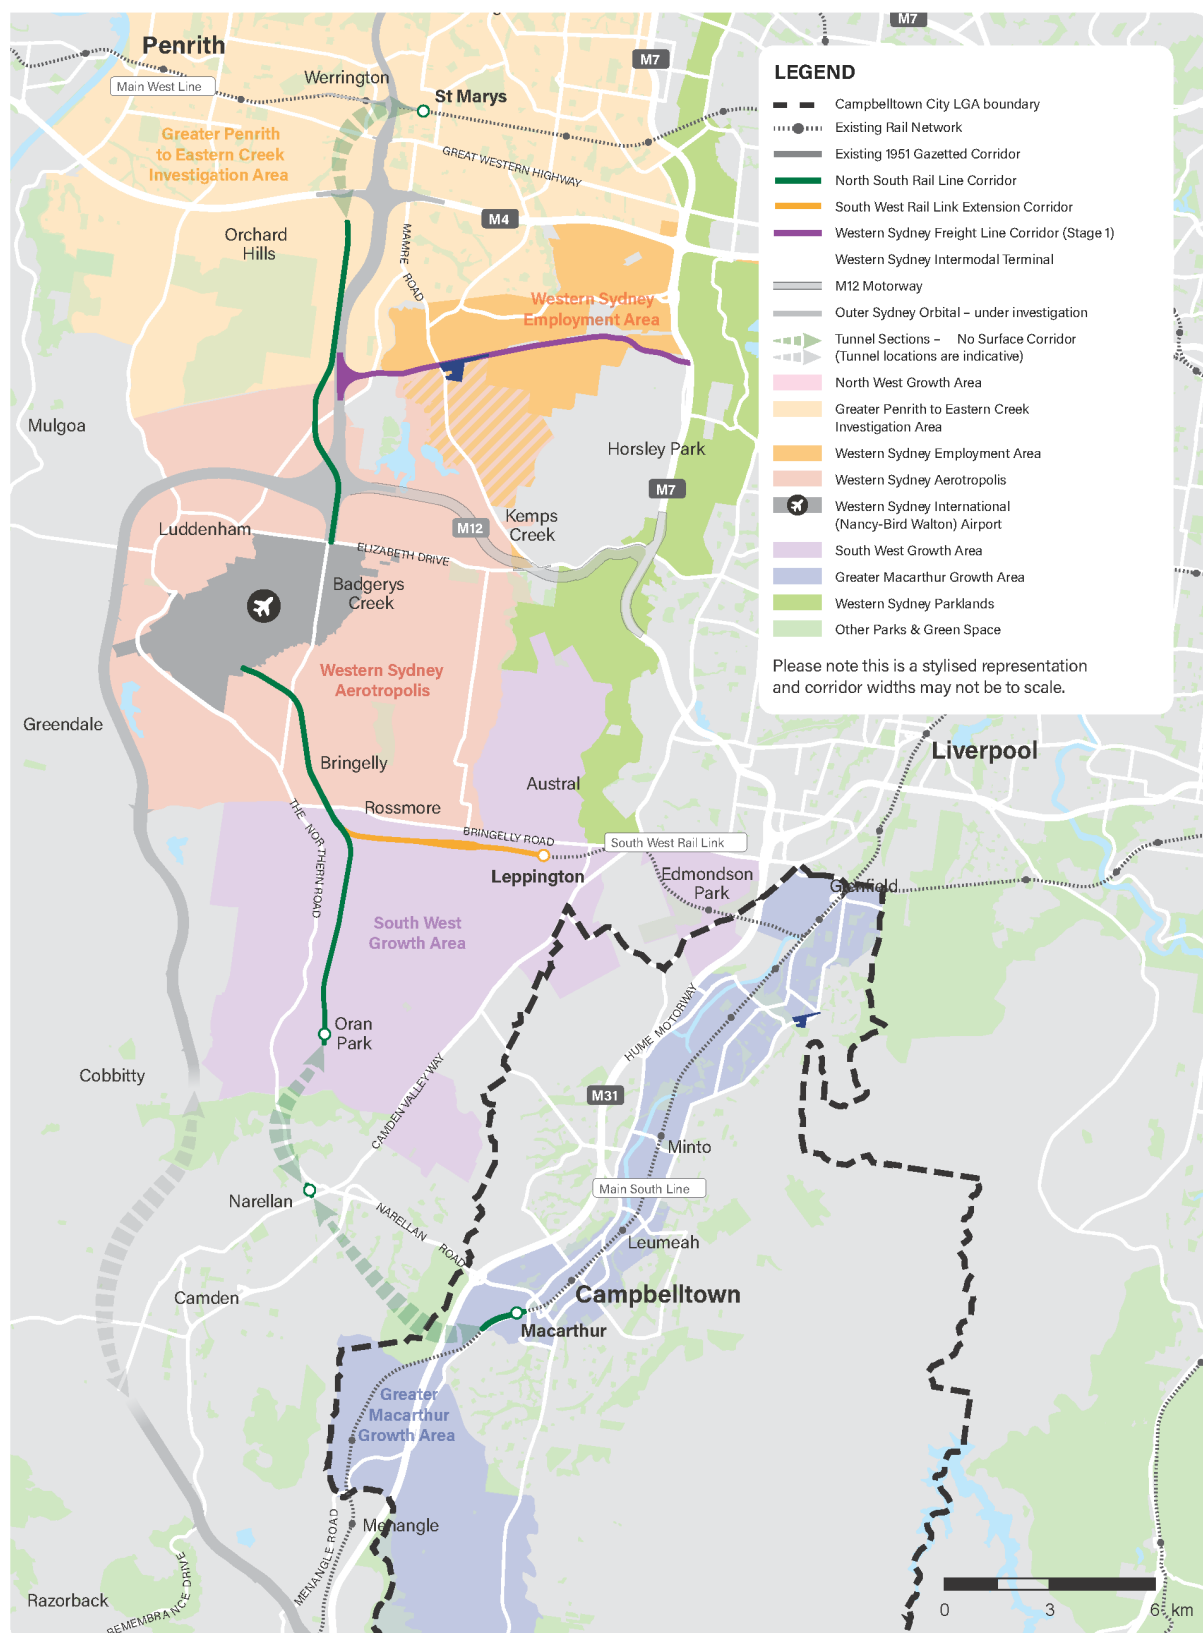 M7
Penrith
M7
Werrington
Main West Line
St Marys
Greater Penrith
to Eastern Creek
Investigation Area
GREAT WESTERN HIGHWAY
M4
Orchard
Hills
MAMRE ROAD
Western Sydney
Employment Area
Mulgoa
Horsley Park
M7
Kemps
Creek
M12
Luddenham
ELIZABETH DRIVE
Badgerys
Creek
Western Sydney
Aerotropolis
Greendale
Bringelly
Austral
Rossmore
THE NORTHERN ROAD
BRINGELLY ROAD
South West Rail Link
Leppington
Edmondson
Park
Glenfield
Liverpool
South West
Growth Area
HUME MOTORWAY
Oran
Park
Cobbitty
CAMDEN VALLEY WAY
M31
Minto
Main South Line
Narellan
NARELLAN ROAD
Leumeah
Camden
Campbelltown
Macarthur
Greater
Macarthur
Growth Area
Menangle
MENANGLE ROAD
REMEMBRANCE DRIVE
Razorback
LEGEND
Campbelltown City LGA boundary
Existing Rail Network
Existing 1951 Gazetted Corridor
North South Rail Line Corridor
South West Rail Link Extension Corridor
Western Sydney Freight Line Corridor (Stage 1)
Western Sydney Intermodal Terminal
M12 Motorway
Outer Sydney Orbital – under investigation
Tunnel Sections – No Surface Corridor
(Tunnel locations are indicative)
North West Growth Area
Greater Penrith to Eastern Creek
Investigation Area
Western Sydney Employment Area
Western Sydney Aerotropolis
Western Sydney International
(Nancy-Bird Walton) Airport
South West Growth Area
Greater Macarthur Growth Area
Western Sydney Parklands
Other Parks & Green Space
Please note this is a stylised representation
and corridor widths may not be to scale.
0 3 6 km